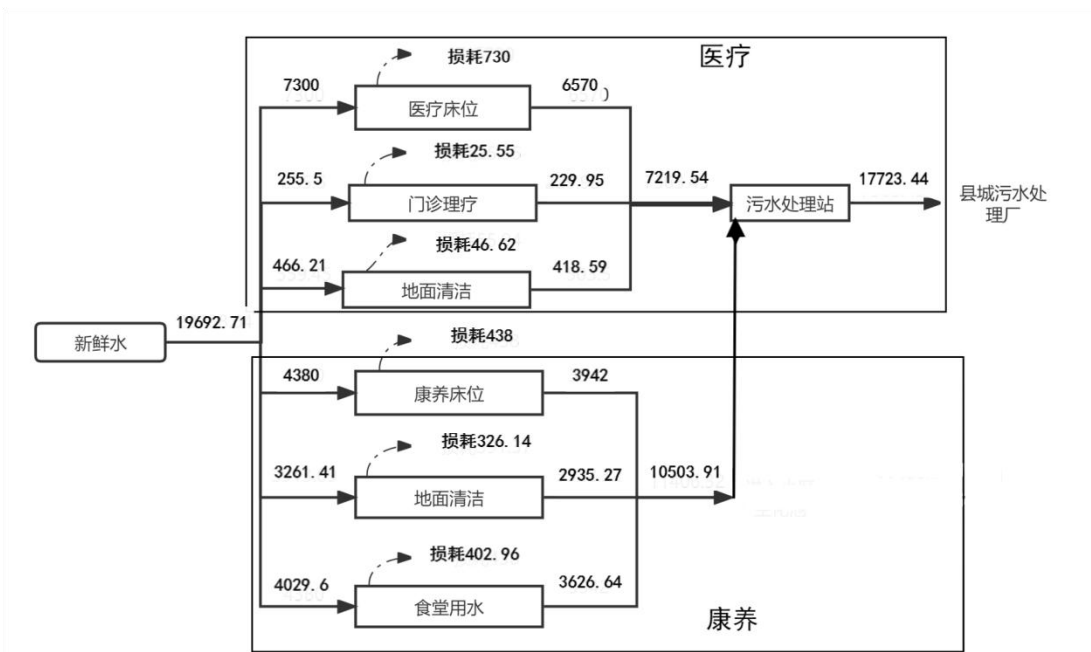 医疗
损耗730
7300
医疗床位
6570
损耗25.55
255.5
门诊理疗
229.95
7219.54
污水处理站
17723.44
县城污水处
理厂
损耗46.62
466.21
地面清洁
418.59
新鲜水
19692.71
损耗438
4380
康养床位
3942
损耗326.14
3261.41
地面清洁
2935.27
10503.91
损耗402.96
4029.6
食堂用水
3626.64
康养